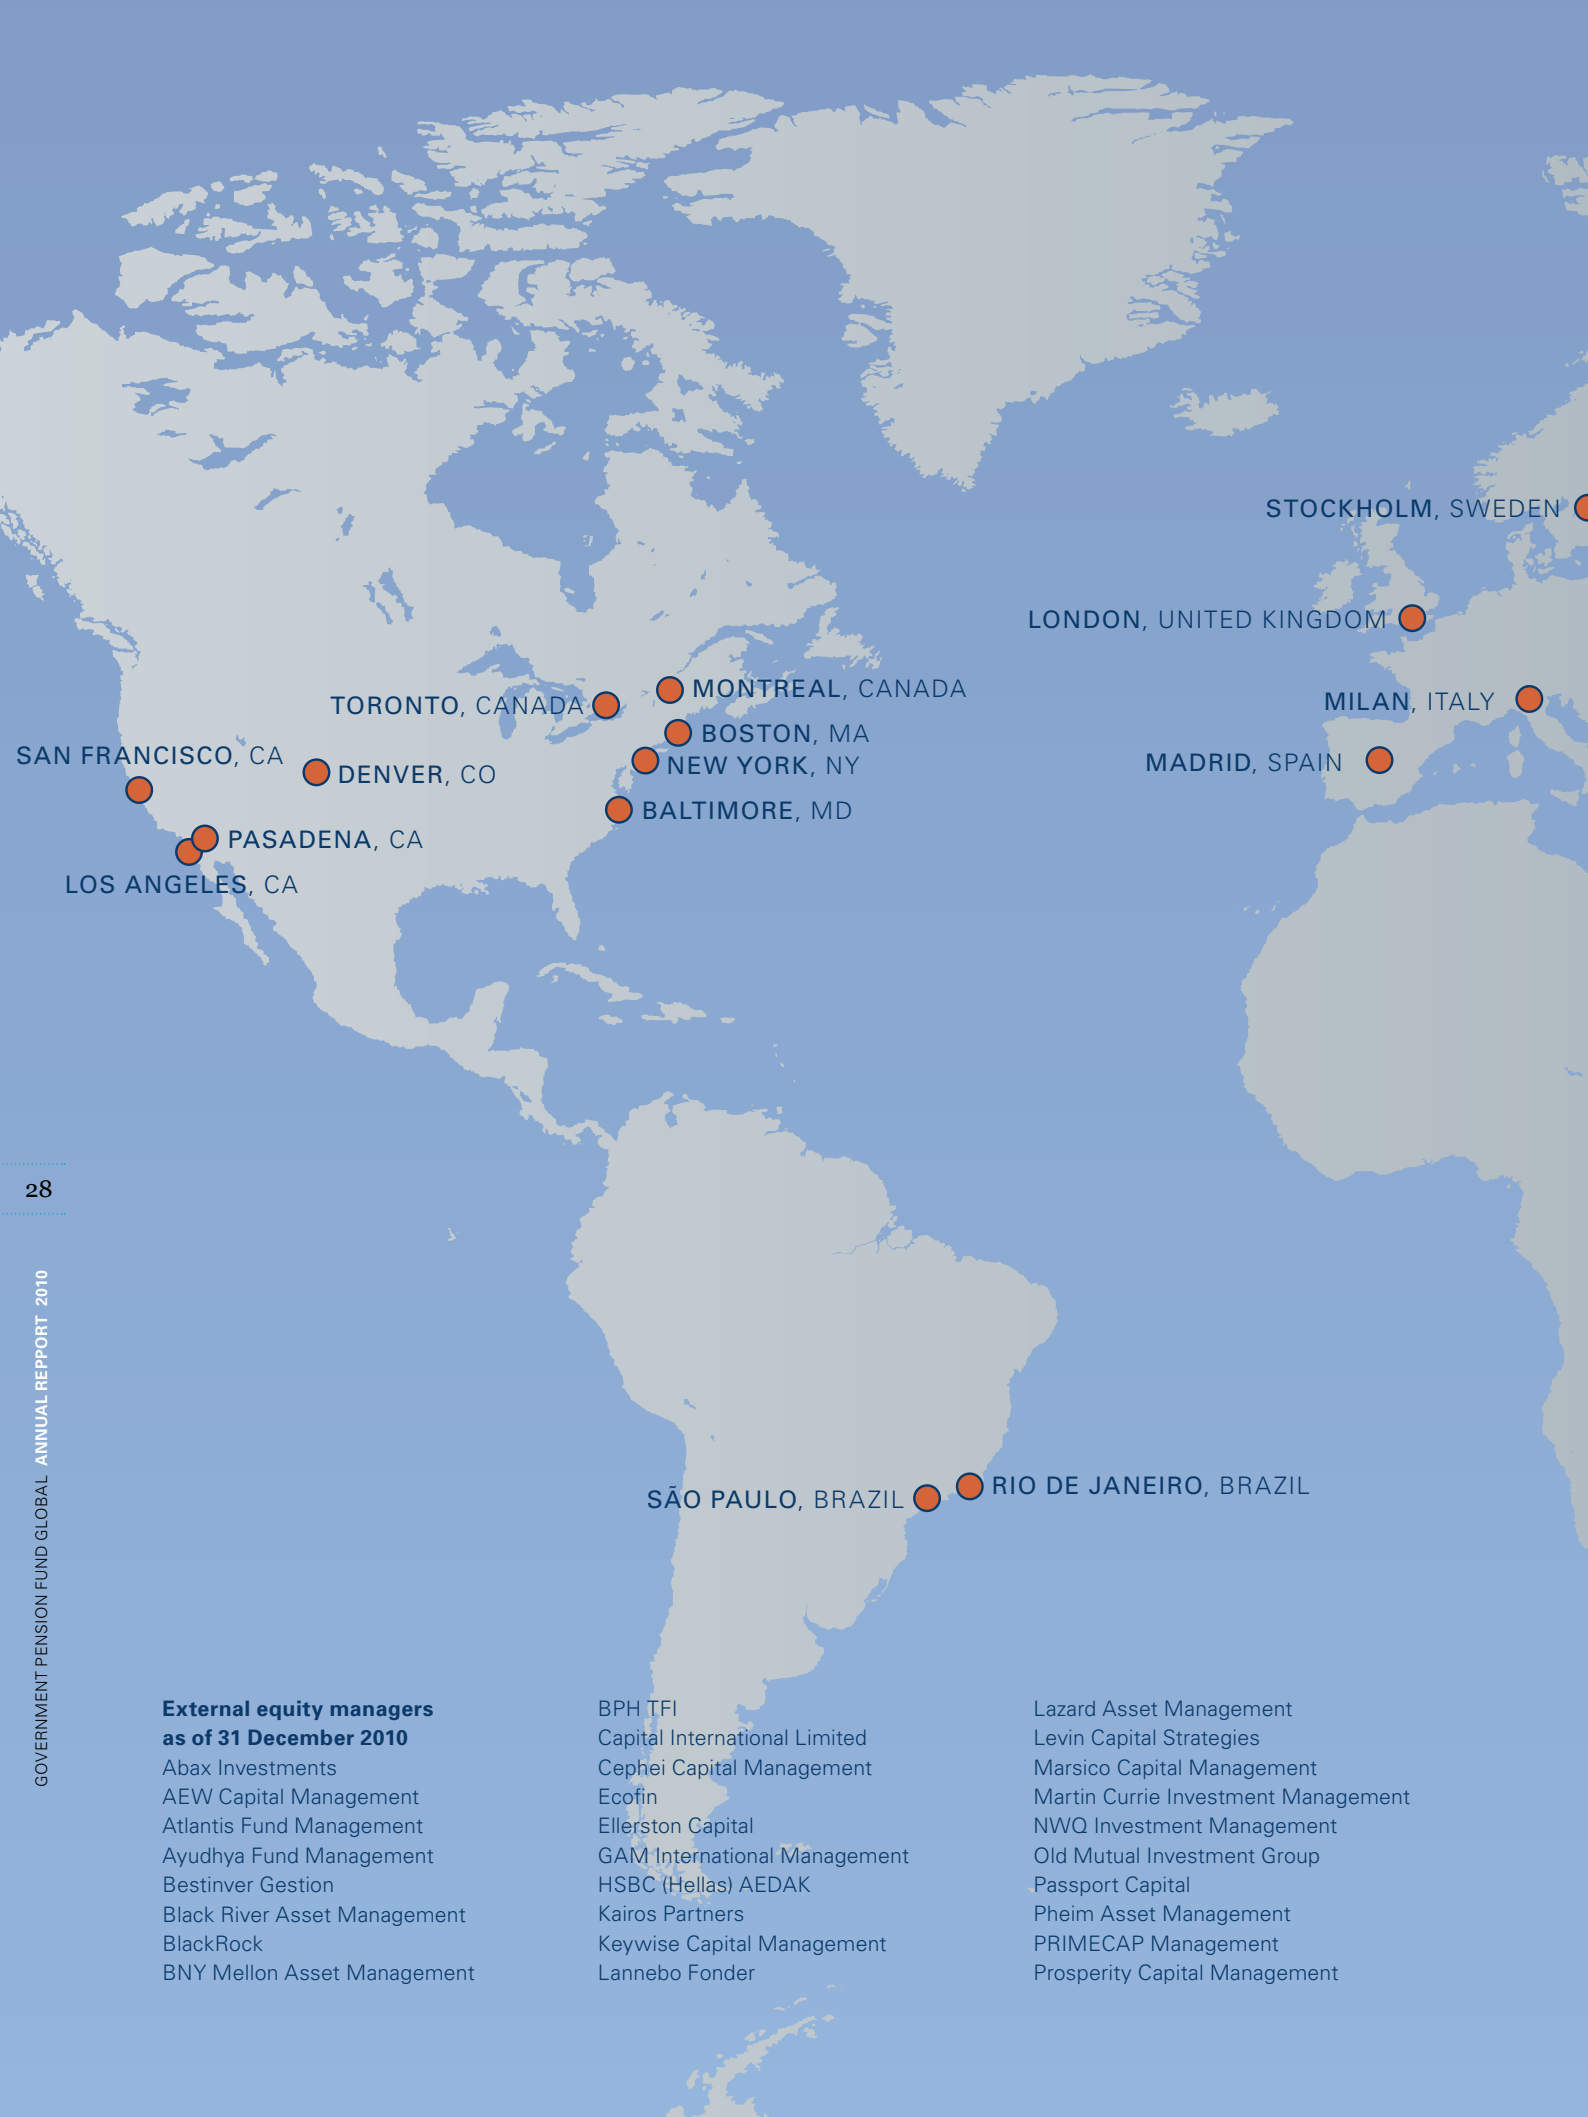 STOCKHOLM, SWEDEN
LONDON, UNITED KINGDOM
MONTREAL, CANADA
TORONTO, CANADA
MILAN, ITALY
BOSTON, MA
SAN FRANCISCO, CA
NEW YORK, NY
MADRID, SPAIN
DENVER, CO
BALTIMORE, MD
PASADENA, CA
LOS ANGELES, CA
28
GOVERNMENT PENSION FUND GLOBAL ANNUAL REPPORT 2010
RIO DE JANEIRO, BRAZIL
SÃO PAULO, BRAZIL
External equity managers
as of 31 December 2010
Abax Investments
AEW Capital Management
Atlantis Fund Management
Ayudhya Fund Management
Bestinver Gestion
Black River Asset Management
BlackRock
BNY Mellon Asset Management
BPH TFI
Capital International Limited
Cephei Capital Management
Ecofin
Ellerston Capital
GAM International Management
HSBC (Hellas) AEDAK
Kairos Partners
Keywise Capital Management
Lannebo Fonder
Lazard Asset Management
Levin Capital Strategies
Marsico Capital Management
Martin Currie Investment Management
NWQ Investment Management
Old Mutual Investment Group
Passport Capital
Pheim Asset Management
PRIMECAP Management
Prosperity Capital Management